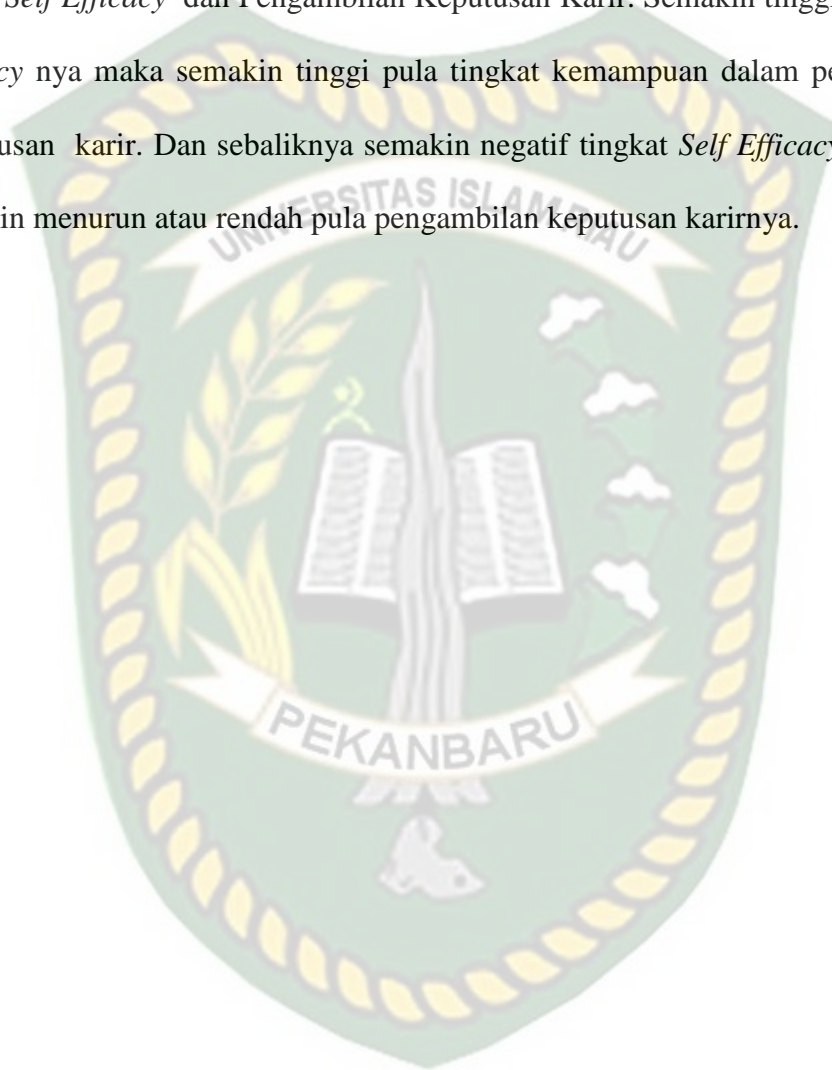 Self Efficacy dan Pengambilan Keputusan Karir. Semakin tinggi
cy nya maka semakin tinggi pula tingkat kemampuan dalam pe
usan karir. Dan sebaliknya semakin negatif tingkat Self Efficacy
in menurun atau rendah pula pengambilan keputusan karirnya.
UNIVERSITAS ISLAM RIAU
PEKANBARU